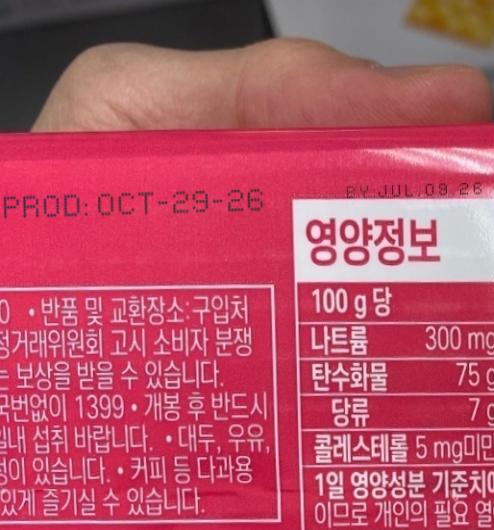 PROD: OCT-29-26
BY JUL.09.26
영양정보
100 g 당
나트륨 300 mg
탄수화물 75 g
당류 7 g
콜레스테롤 5 mg미만
1일 영양성분 기준치에
이므로 개인의 필요 열
0 • 반품 및 교환장소:구입처
정거래위원회 고시 소비자 분쟁
는 보상을 받을 수 있습니다.
국번없이 1399 • 개봉 후 반드시
일내 섭취 바랍니다. • 대두, 우유,
성이 있습니다. • 커피 등 다과용
있게 즐기실 수 있습니다.